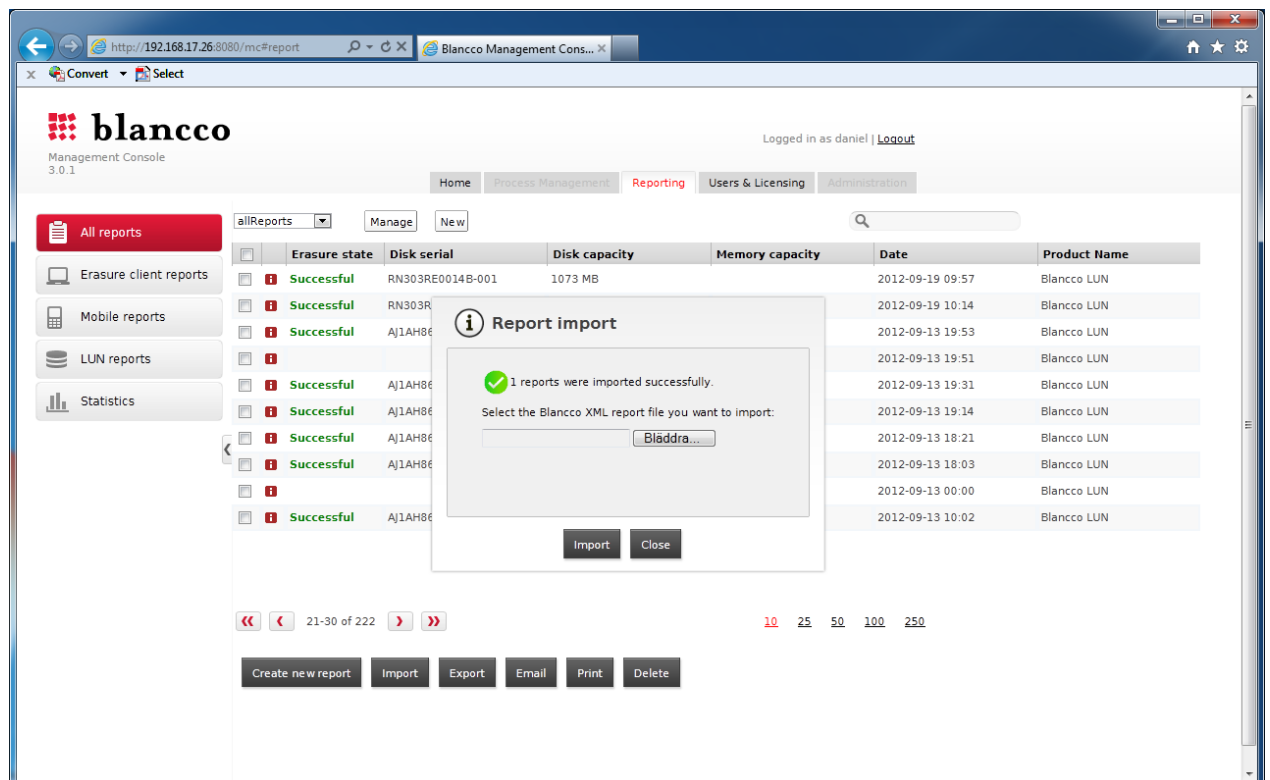 http://192.168.17.26:8080/mc#report
Blancco Management Cons...
Convert
Select
blancco
Management Console
3.0.1
Logged in as daniel | Logout
Home Process Management Reporting Users & Licensing Administration
All reports
Erasure client reports
Mobile reports
LUN reports
Statistics
allReports Manage New
Erasure state Disk serial Disk capacity Memory capacity Date Product Name
Successful RN303RE0014B-001 1073 MB 2012-09-19 09:57 Blancco LUN
Successful RN303R 2012-09-19 10:14 Blancco LUN
Successful AJ1AH86 2012-09-13 19:53 Blancco LUN
2012-09-13 19:51 Blancco LUN
Successful AJ1AH86 2012-09-13 19:31 Blancco LUN
Successful AJ1AH86 2012-09-13 19:14 Blancco LUN
Successful AJ1AH86 2012-09-13 18:21 Blancco LUN
Successful AJ1AH86 2012-09-13 18:03 Blancco LUN
2012-09-13 00:00 Blancco LUN
Successful AJ1AH86 2012-09-13 10:02 Blancco LUN
Report import
1 reports were imported successfully.
Select the Blancco XML report file you want to import:
Bläddra...
Import Close
21-30 of 222
10 25 50 100 250
Create new report Import Export Email Print Delete